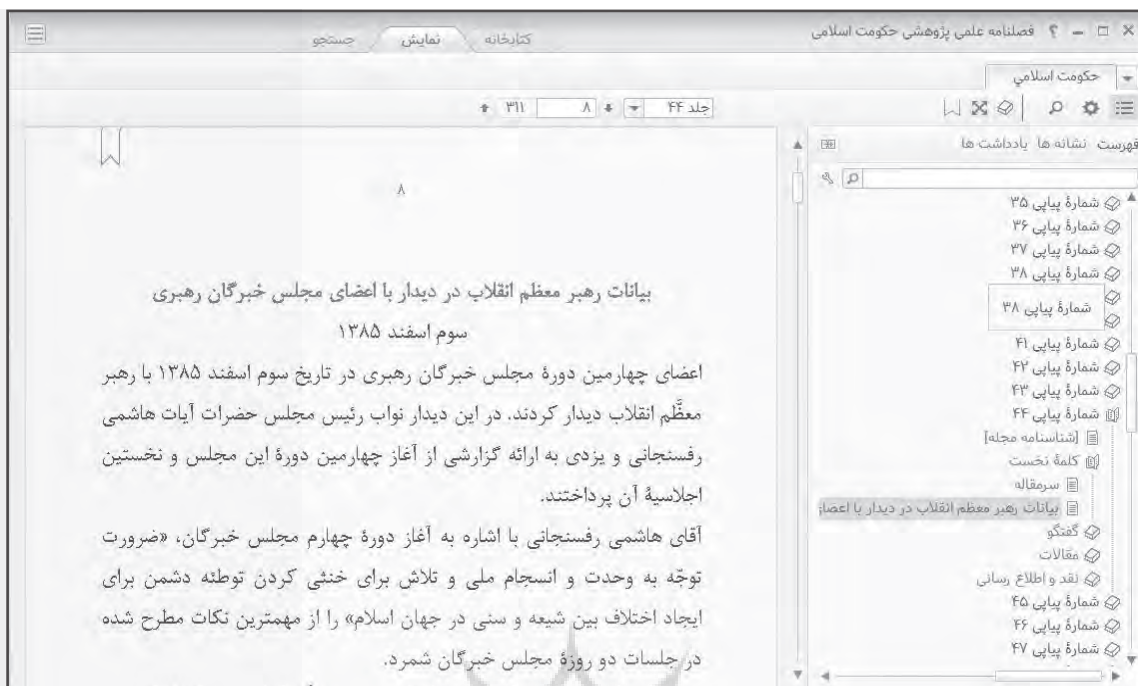 فصلنامه علمی پژوهشی حکومت اسلامی
کتابخانه نمایش جستجو
حکومت اسلامي
جلد ۴۴ ۸ ۳۱۱
فهرست نشانه ها یادداشت ها
شمارهٔ پیاپی ۳۵
شمارهٔ پیاپی ۳۶
شمارهٔ پیاپی ۳۷
شمارهٔ پیاپی ۳۸
شمارهٔ پیاپی ۳۸
شمارهٔ پیاپی ۴۱
شمارهٔ پیاپی ۴۲
شمارهٔ پیاپی ۴۳
شمارهٔ پیاپی ۴۴
[شناسنامه مجله]
کلمهٔ نخست
سرمقاله
بیانات رهبر معظم انقلاب در دیدار با اعضای
گفتگو
مقالات
نقد و اطلاع رسانی
شمارهٔ پیاپی ۴۵
شمارهٔ پیاپی ۴۶
شمارهٔ پیاپی ۴۷
۸
بیانات رهبر معظم انقلاب در دیدار با اعضای مجلس خبرگان رهبری
سوم اسفند ۱۳۸۵
اعضای چهارمین دورهٔ مجلس خبرگان رهبری در تاریخ سوم اسفند ۱۳۸۵ با رهبر
معظَّم انقلاب دیدار کردند. در این دیدار نواب رئیس مجلس حضرات آیات هاشمی
رفسنجانی و یزدی به ارائه گزارشی از آغاز چهارمین دورهٔ این مجلس و نخستین
اجلاسیهٔ آن پرداختند.
آقای هاشمی رفسنجانی با اشاره به آغاز دورهٔ چهارم مجلس خبرگان، «ضرورت
توجّه به وحدت و انسجام ملی و تلاش برای خنثی کردن توطئه دشمن برای
ایجاد اختلاف بین شیعه و سنی در جهان اسلام» را از مهمترین نکات مطرح شده
در جلسات دو روزهٔ مجلس خبرگان شمرد.